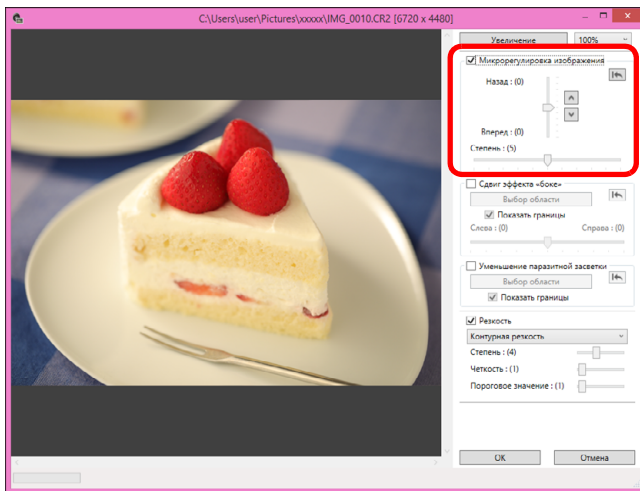 C:\Users\user\Pictures\xxxxx\IMG_0010.CR2 [6720 x 4480]
Увеличение 100%
Микрорегулировка изображения
Назад : (0)
Вперед : (0)
Степень : (5)
Сдвиг эффекта «боке»
Выбор области
Показать границы
Слева : (0) Справа : (0)
Уменьшение паразитной засветки
Выбор области
Показать границы
Резкость
Контурная резкость
Степень : (4)
Четкость : (1)
Пороговое значение : (1)
OK Отмена